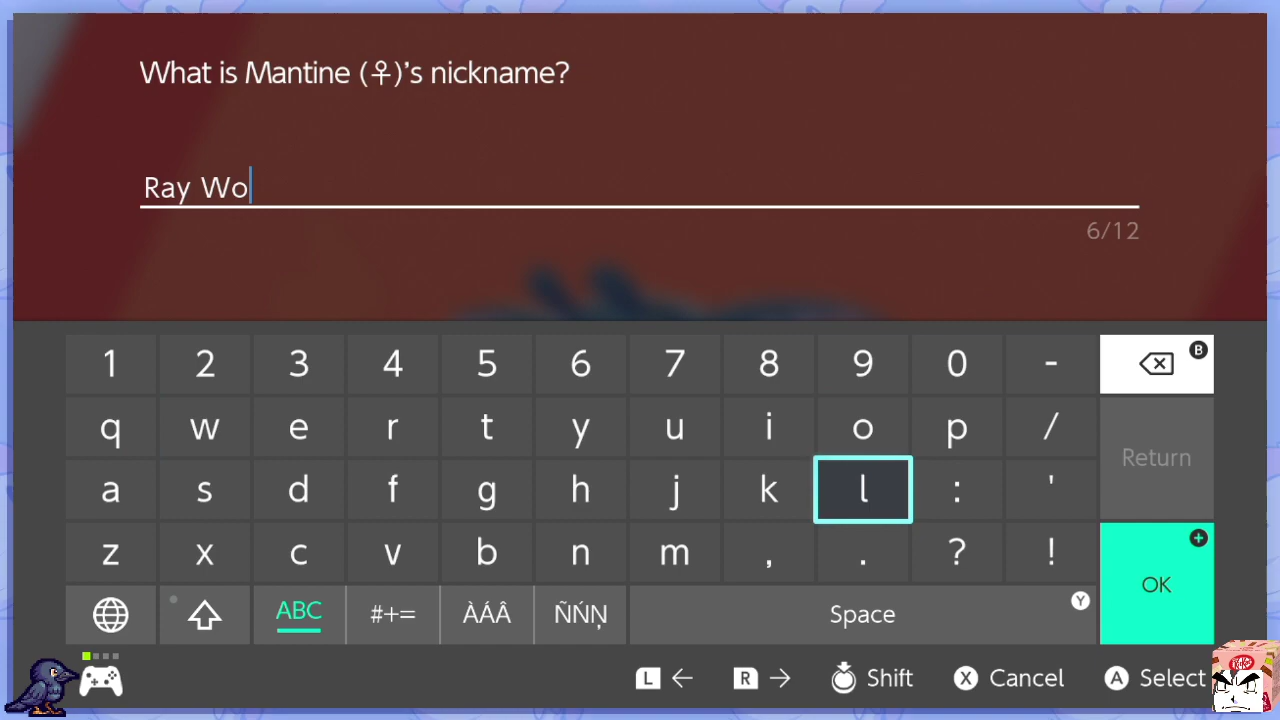 What is Mantine (♀)'s nickname?
Ray Wo
6/12
1 2 3 4 5 6 7 8 9 0 - B
q w e r t y u i o p /
Return
a s d f g h j k l : '
z x c v b n m , . ? ! +
OK
ABC #+= ÀÁÂ ÑŃŅ Space Y
L ← R → Shift X Cancel A Select